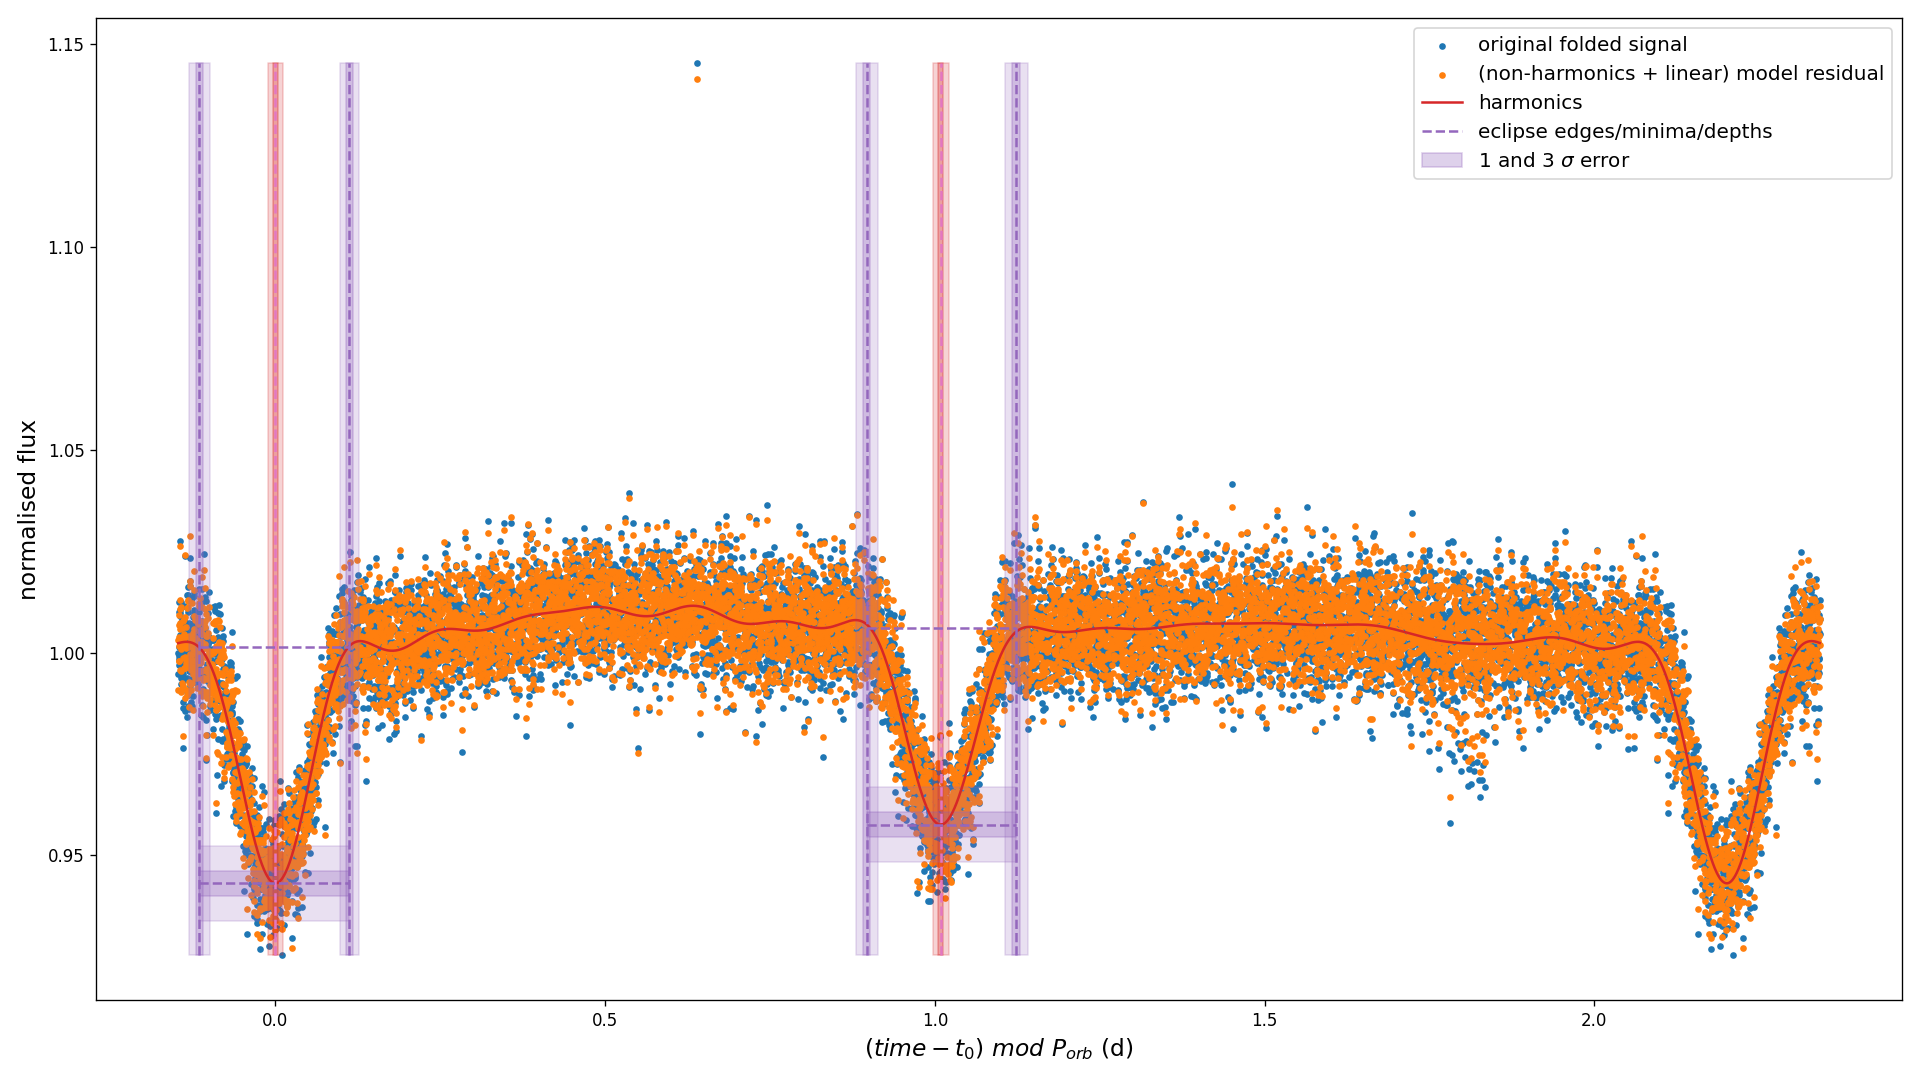 1.15
1.10
1.05
1.00
0.95
normalised flux
original folded signal
(non-harmonics + linear) model residual
harmonics
eclipse edges/minima/depths
1 and 3 σ error
0.0 0.5 1.0 1.5 2.0
(time − t₀) mod Pₒᵣb (d)